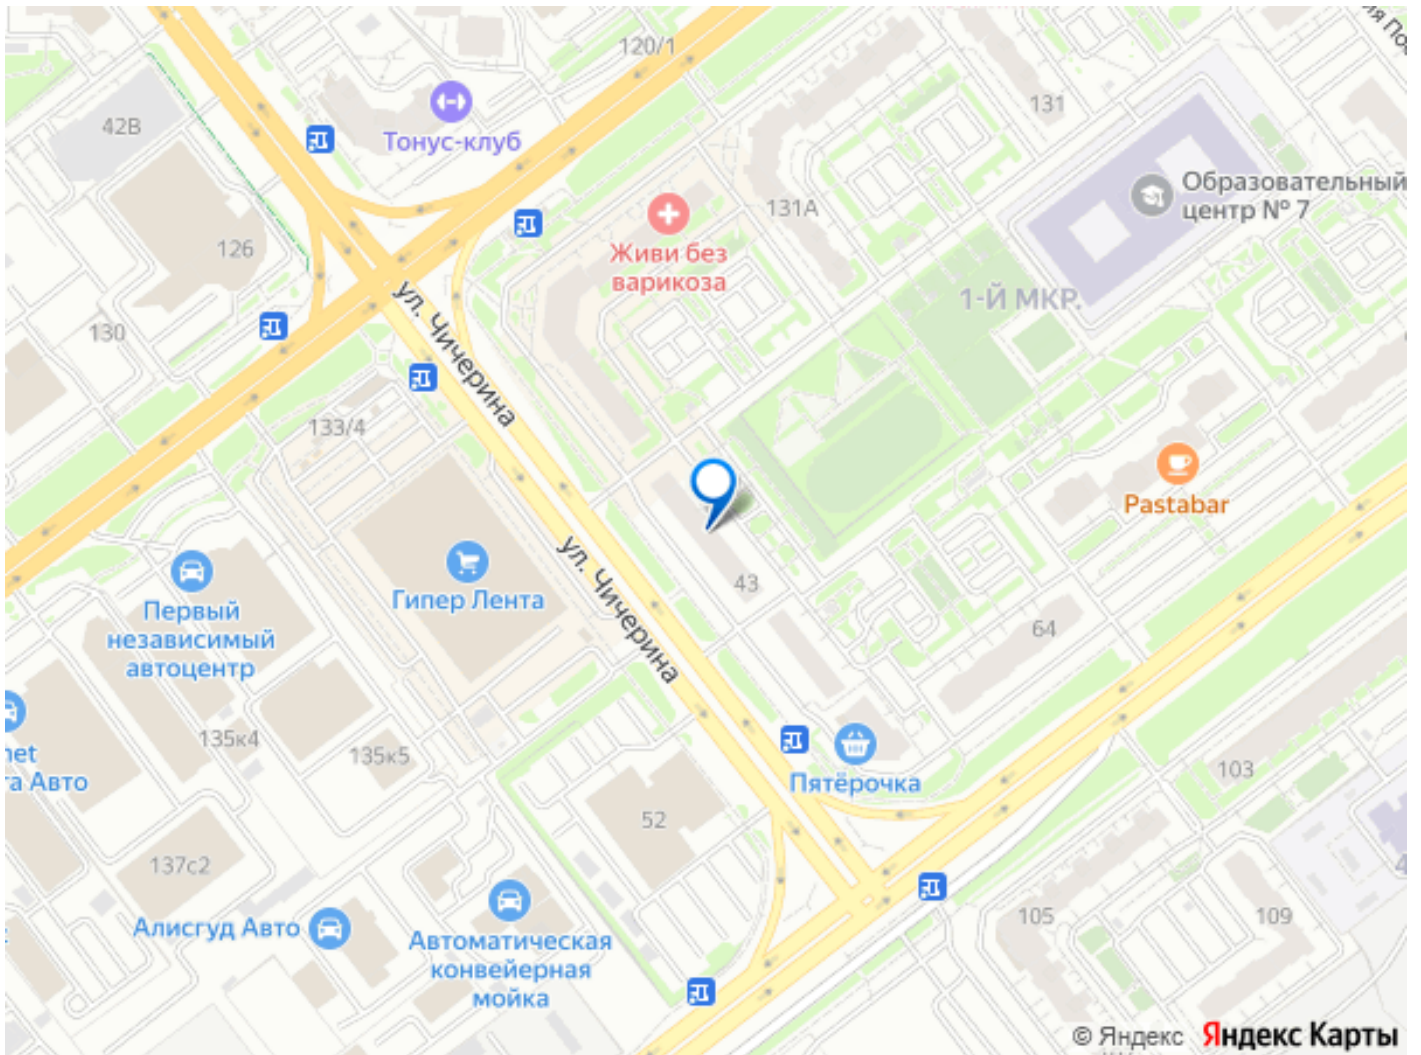 120/1
131
42В
Тонус-клуб
131А
Образовательный
центр № 7
126
Живи без
варикоза
1-Й МКР.
130
ул. Чичерина
133/4
Pastabar
ул. Чичерина
Гипер Лента
43
Первый
независимый
автоцентр
64
135к4
135к5
Пятёрочка
103
52
137с2
105
109
Алисгуд Авто
Автоматическая
конвейерная
мойка
© Яндекс Яндекс Карты